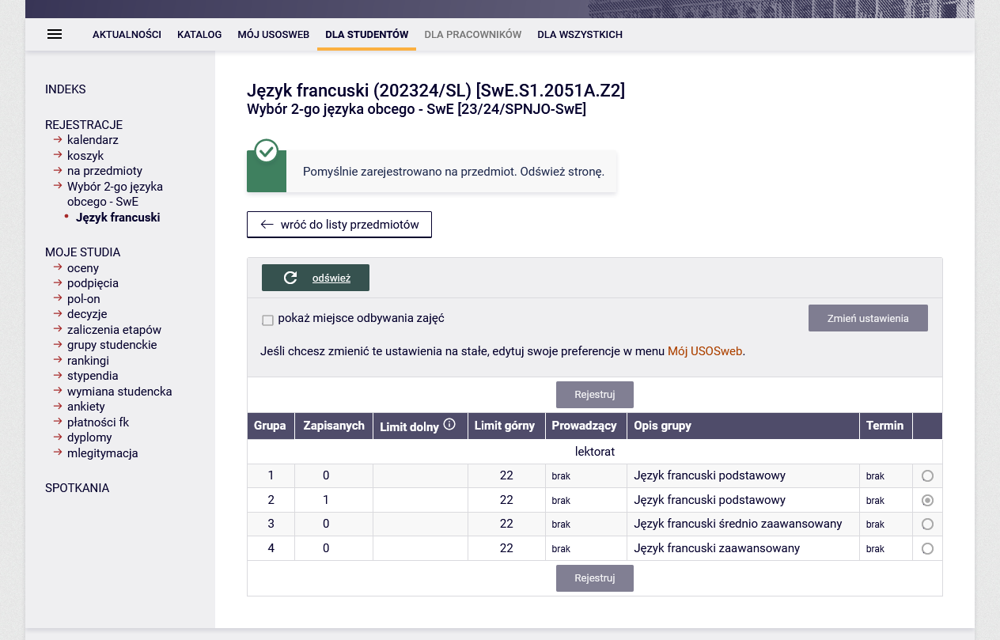 AKTUALNOŚCI KATALOG MÓJ USOSWEB DLA STUDENTÓW DLA PRACOWNIKÓW DLA WSZYSTKICH
INDEKS
REJESTRACJE
kalendarz
koszyk
na przedmioty
Wybór 2-go języka
obcego - SwE
Język francuski
MOJE STUDIA
oceny
podpięcia
pol-on
decyzje
zaliczenia etapów
grupy studenckie
rankingi
stypendia
wymiana studencka
ankiety
płatności fk
dyplomy
mlegitymacja
SPOTKANIA
Język francuski (202324/SL) [SwE.S1.2051A.Z2]
Wybór 2-go języka obcego - SwE [23/24/SPNJO-SwE]
Pomyślnie zarejestrowano na przedmiot. Odśwież stronę.
wróć do listy przedmiotów
odśwież
pokaż miejsce odbywania zajęć
Zmień ustawienia
Jeśli chcesz zmienić te ustawienia na stałe, edytuj swoje preferencje w menu Mój USOSweb.
Rejestruj
Grupa Zapisanych Limit dolny Limit górny Prowadzący Opis grupy Termin
lektorat
1 0 22 brak Język francuski podstawowy brak
2 1 22 brak Język francuski podstawowy brak
3 0 22 brak Język francuski średnio zaawansowany brak
4 0 22 brak Język francuski zaawansowany brak
Rejestruj